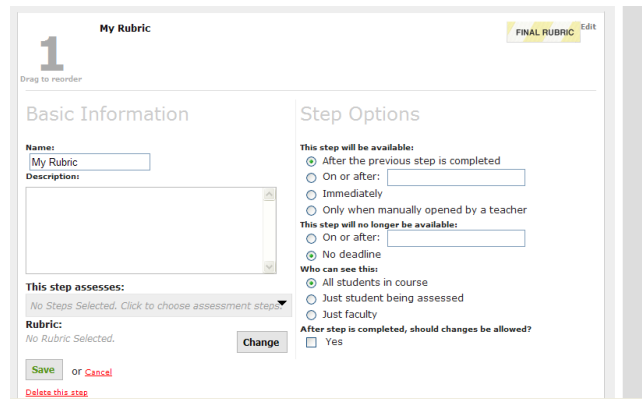 My Rubric
FINAL RUBRIC
Edit
1
Drag to reorder
Basic Information
Name:
My Rubric
Description:
This step assesses:
No Steps Selected. Click to choose assessment steps.
Rubric:
No Rubric Selected.
Change
Save or Cancel
Delete this step
Step Options
This step will be available:
After the previous step is completed
On or after:
Immediately
Only when manually opened by a teacher
This step will no longer be available:
On or after:
No deadline
Who can see this:
All students in course
Just student being assessed
Just faculty
After step is completed, should changes be allowed?
Yes